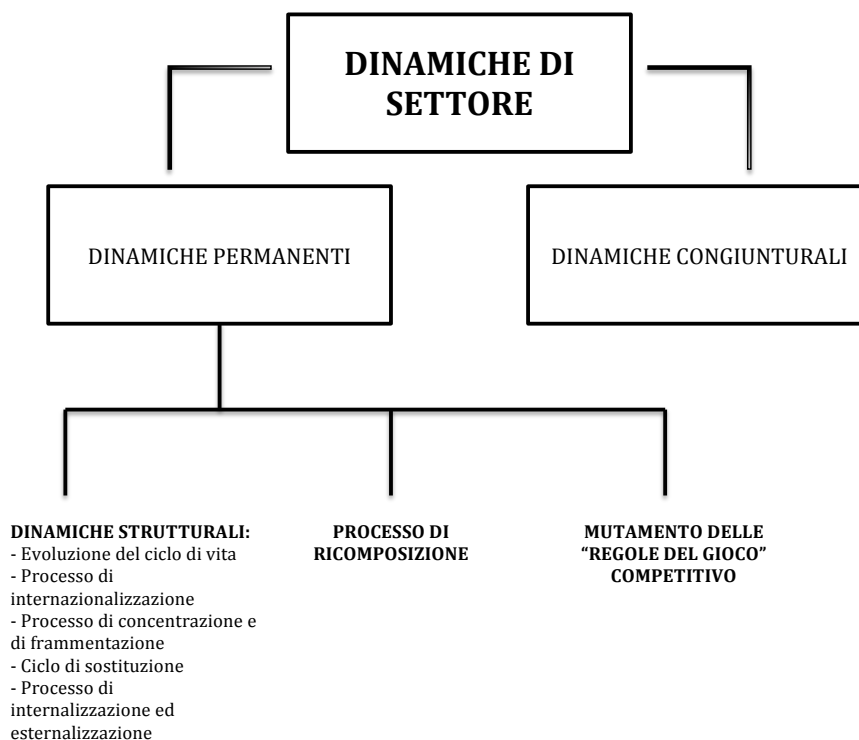 DINAMICHE DI
SETTORE
DINAMICHE PERMANENTI
DINAMICHE CONGIUNTURALI
DINAMICHE STRUTTURALI:
- Evoluzione del ciclo di vita
- Processo di
internazionalizzazione
- Processo di concentrazione e
di frammentazione
- Ciclo di sostituzione
- Processo di
internalizzazione ed
esternalizzazione
PROCESSO DI
RICOMPOSIZIONE
MUTAMENTO DELLE
“REGOLE DEL GIOCO”
COMPETITIVO